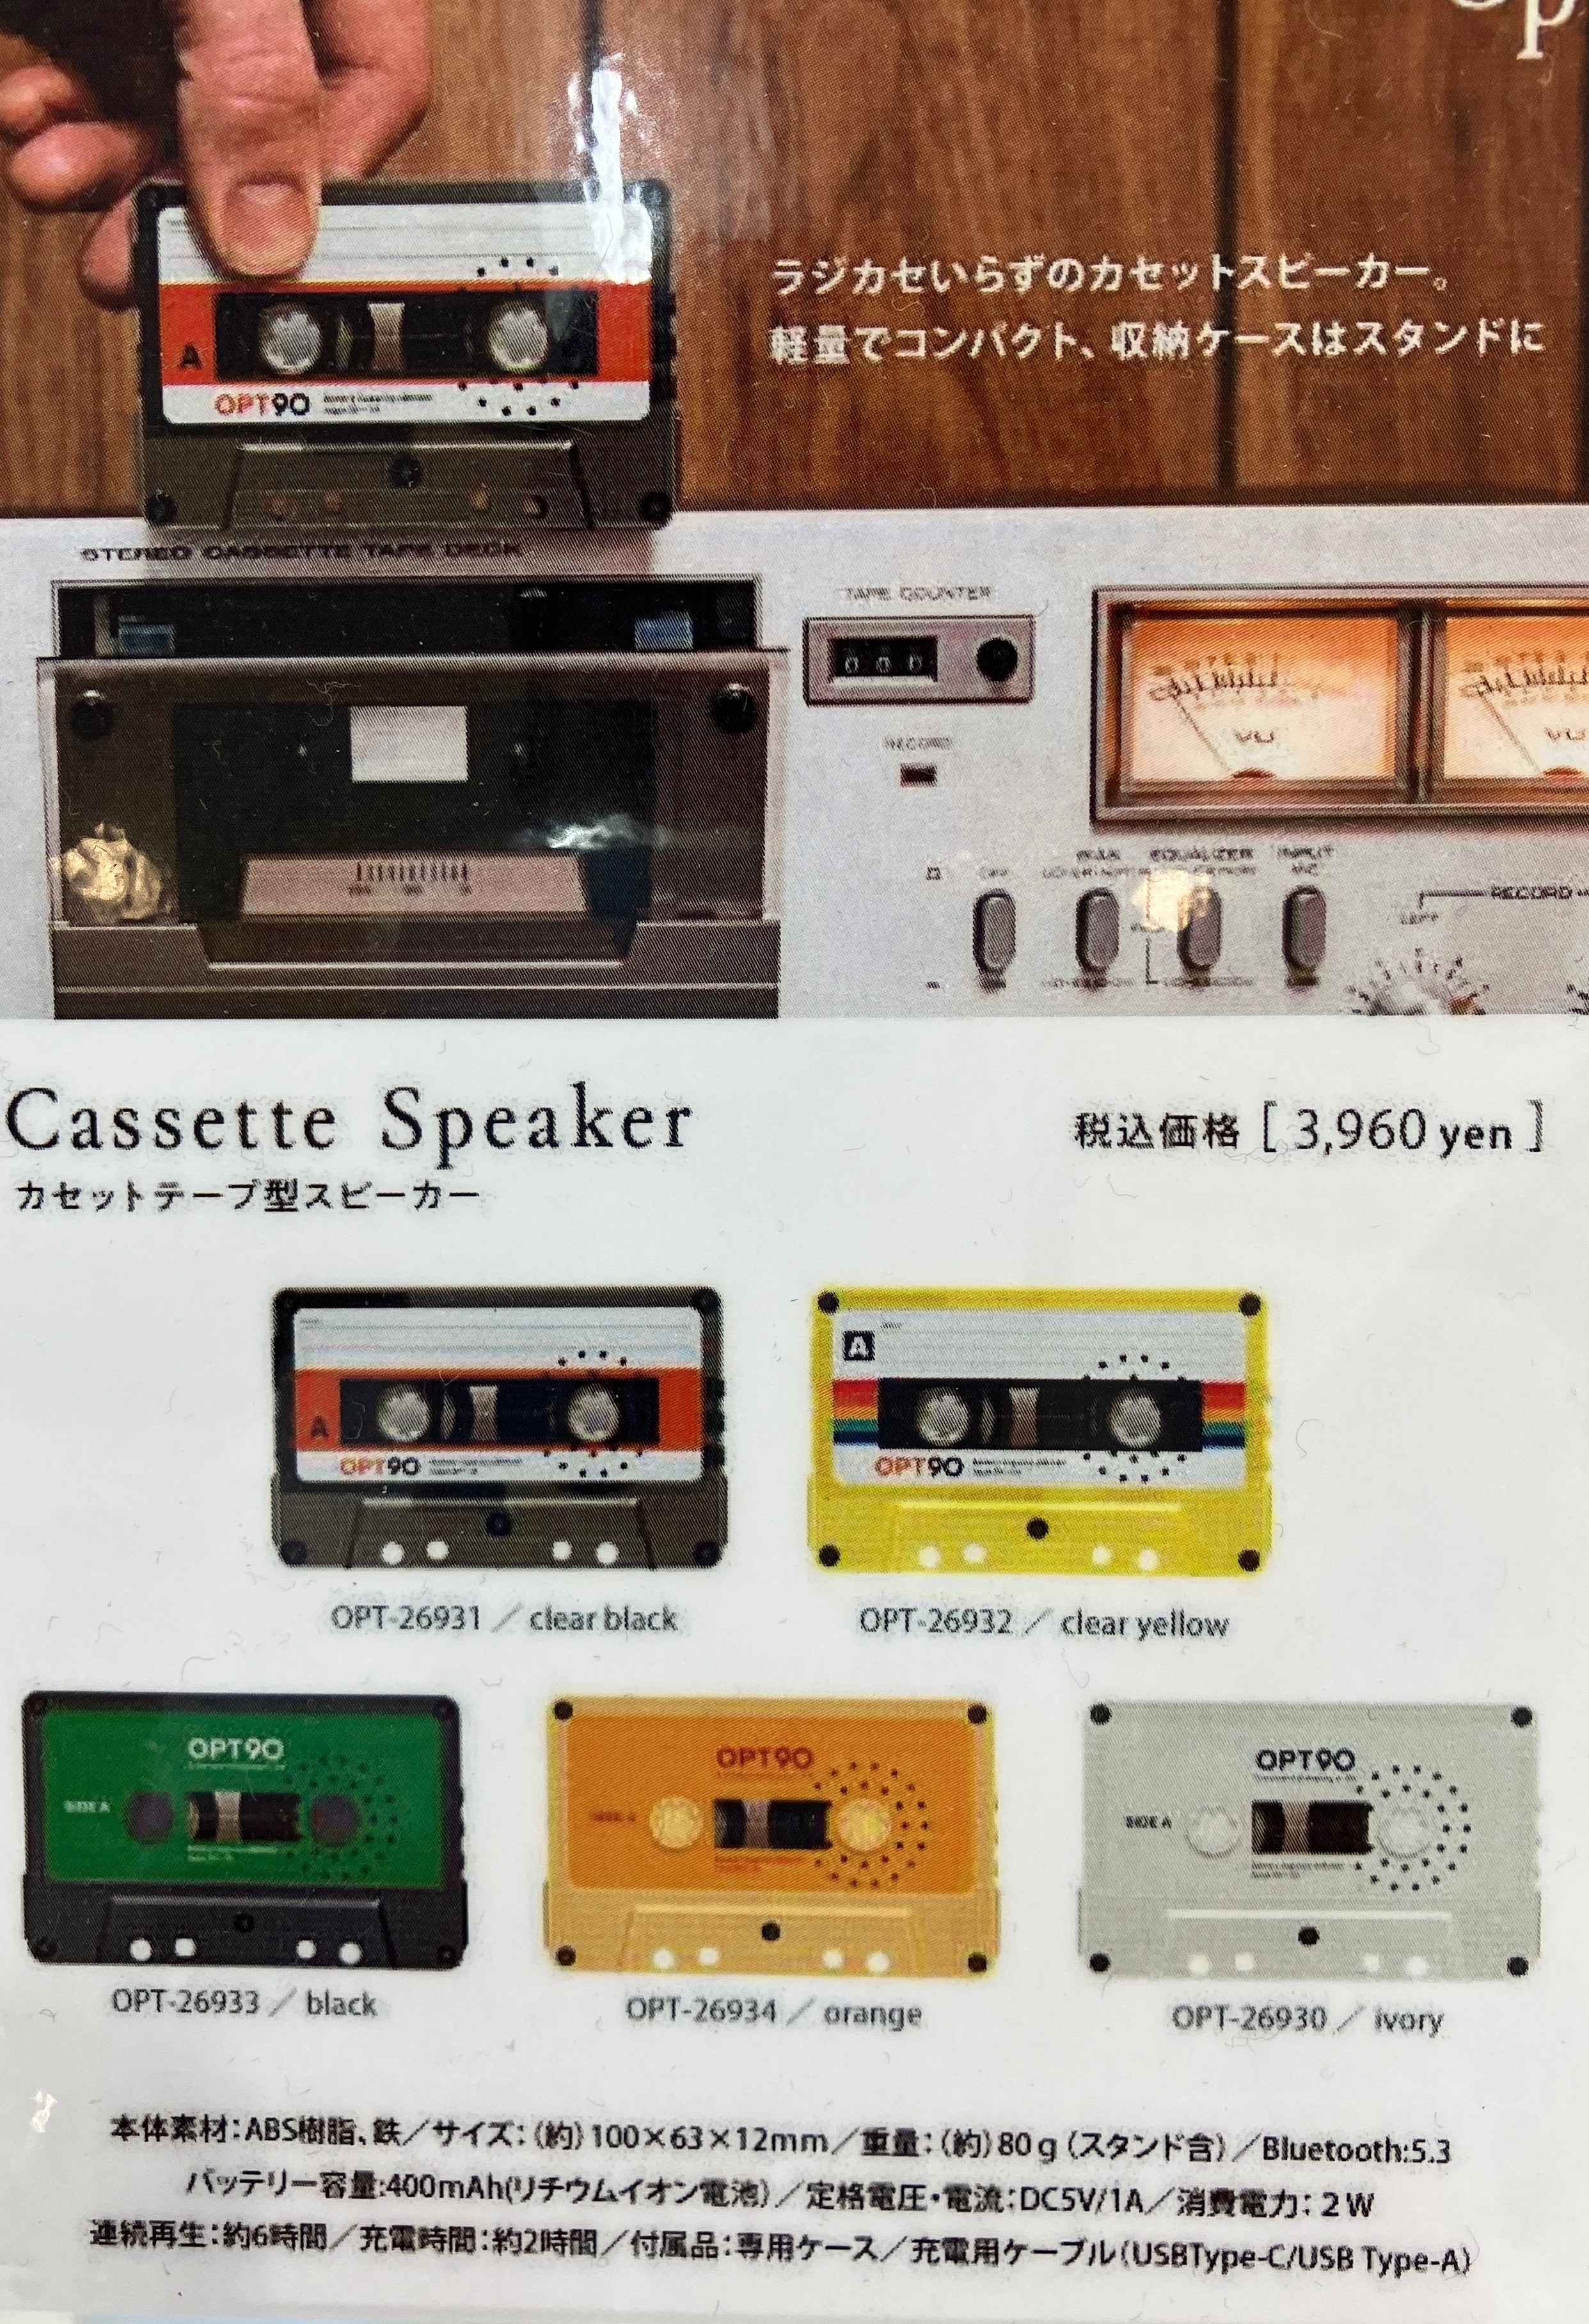 ラジカセいらずのカセットスピーカー。
軽量でコンパクト、収納ケースはスタンドに
A
OPT90
STEREO CASSETTE TAPE DECK
TAPE COUNTER
0 0 0
RECORD
VU
VU
EQUALIZER
INPUT
OFF
MIC
LEFT
RECORD
Cassette Speaker
税込価格 [ 3,960 yen ]
カセットテープ型スピーカー
A
OPT90
A
OPT90
OPT-26931 ／ clear black
OPT-26932 ／ clear yellow
OPT90
SIDE A
OPT90
SIDE A
OPT90
SIDE A
OPT-26933 ／ black
OPT-26934 ／ orange
OPT-26930 ／ ivory
本体素材：ABS樹脂、鉄／サイズ：（約）100×63×12mm／重量：（約）80g（スタンド含）／Bluetooth:5.3
バッテリー容量:400mAh(リチウムイオン電池）／定格電圧・電流：DC5V/1A／消費電力：2W
連続再生：約6時間／充電時間：約2時間／付属品：専用ケース／充電用ケーブル（USBType-C/USB Type-A）